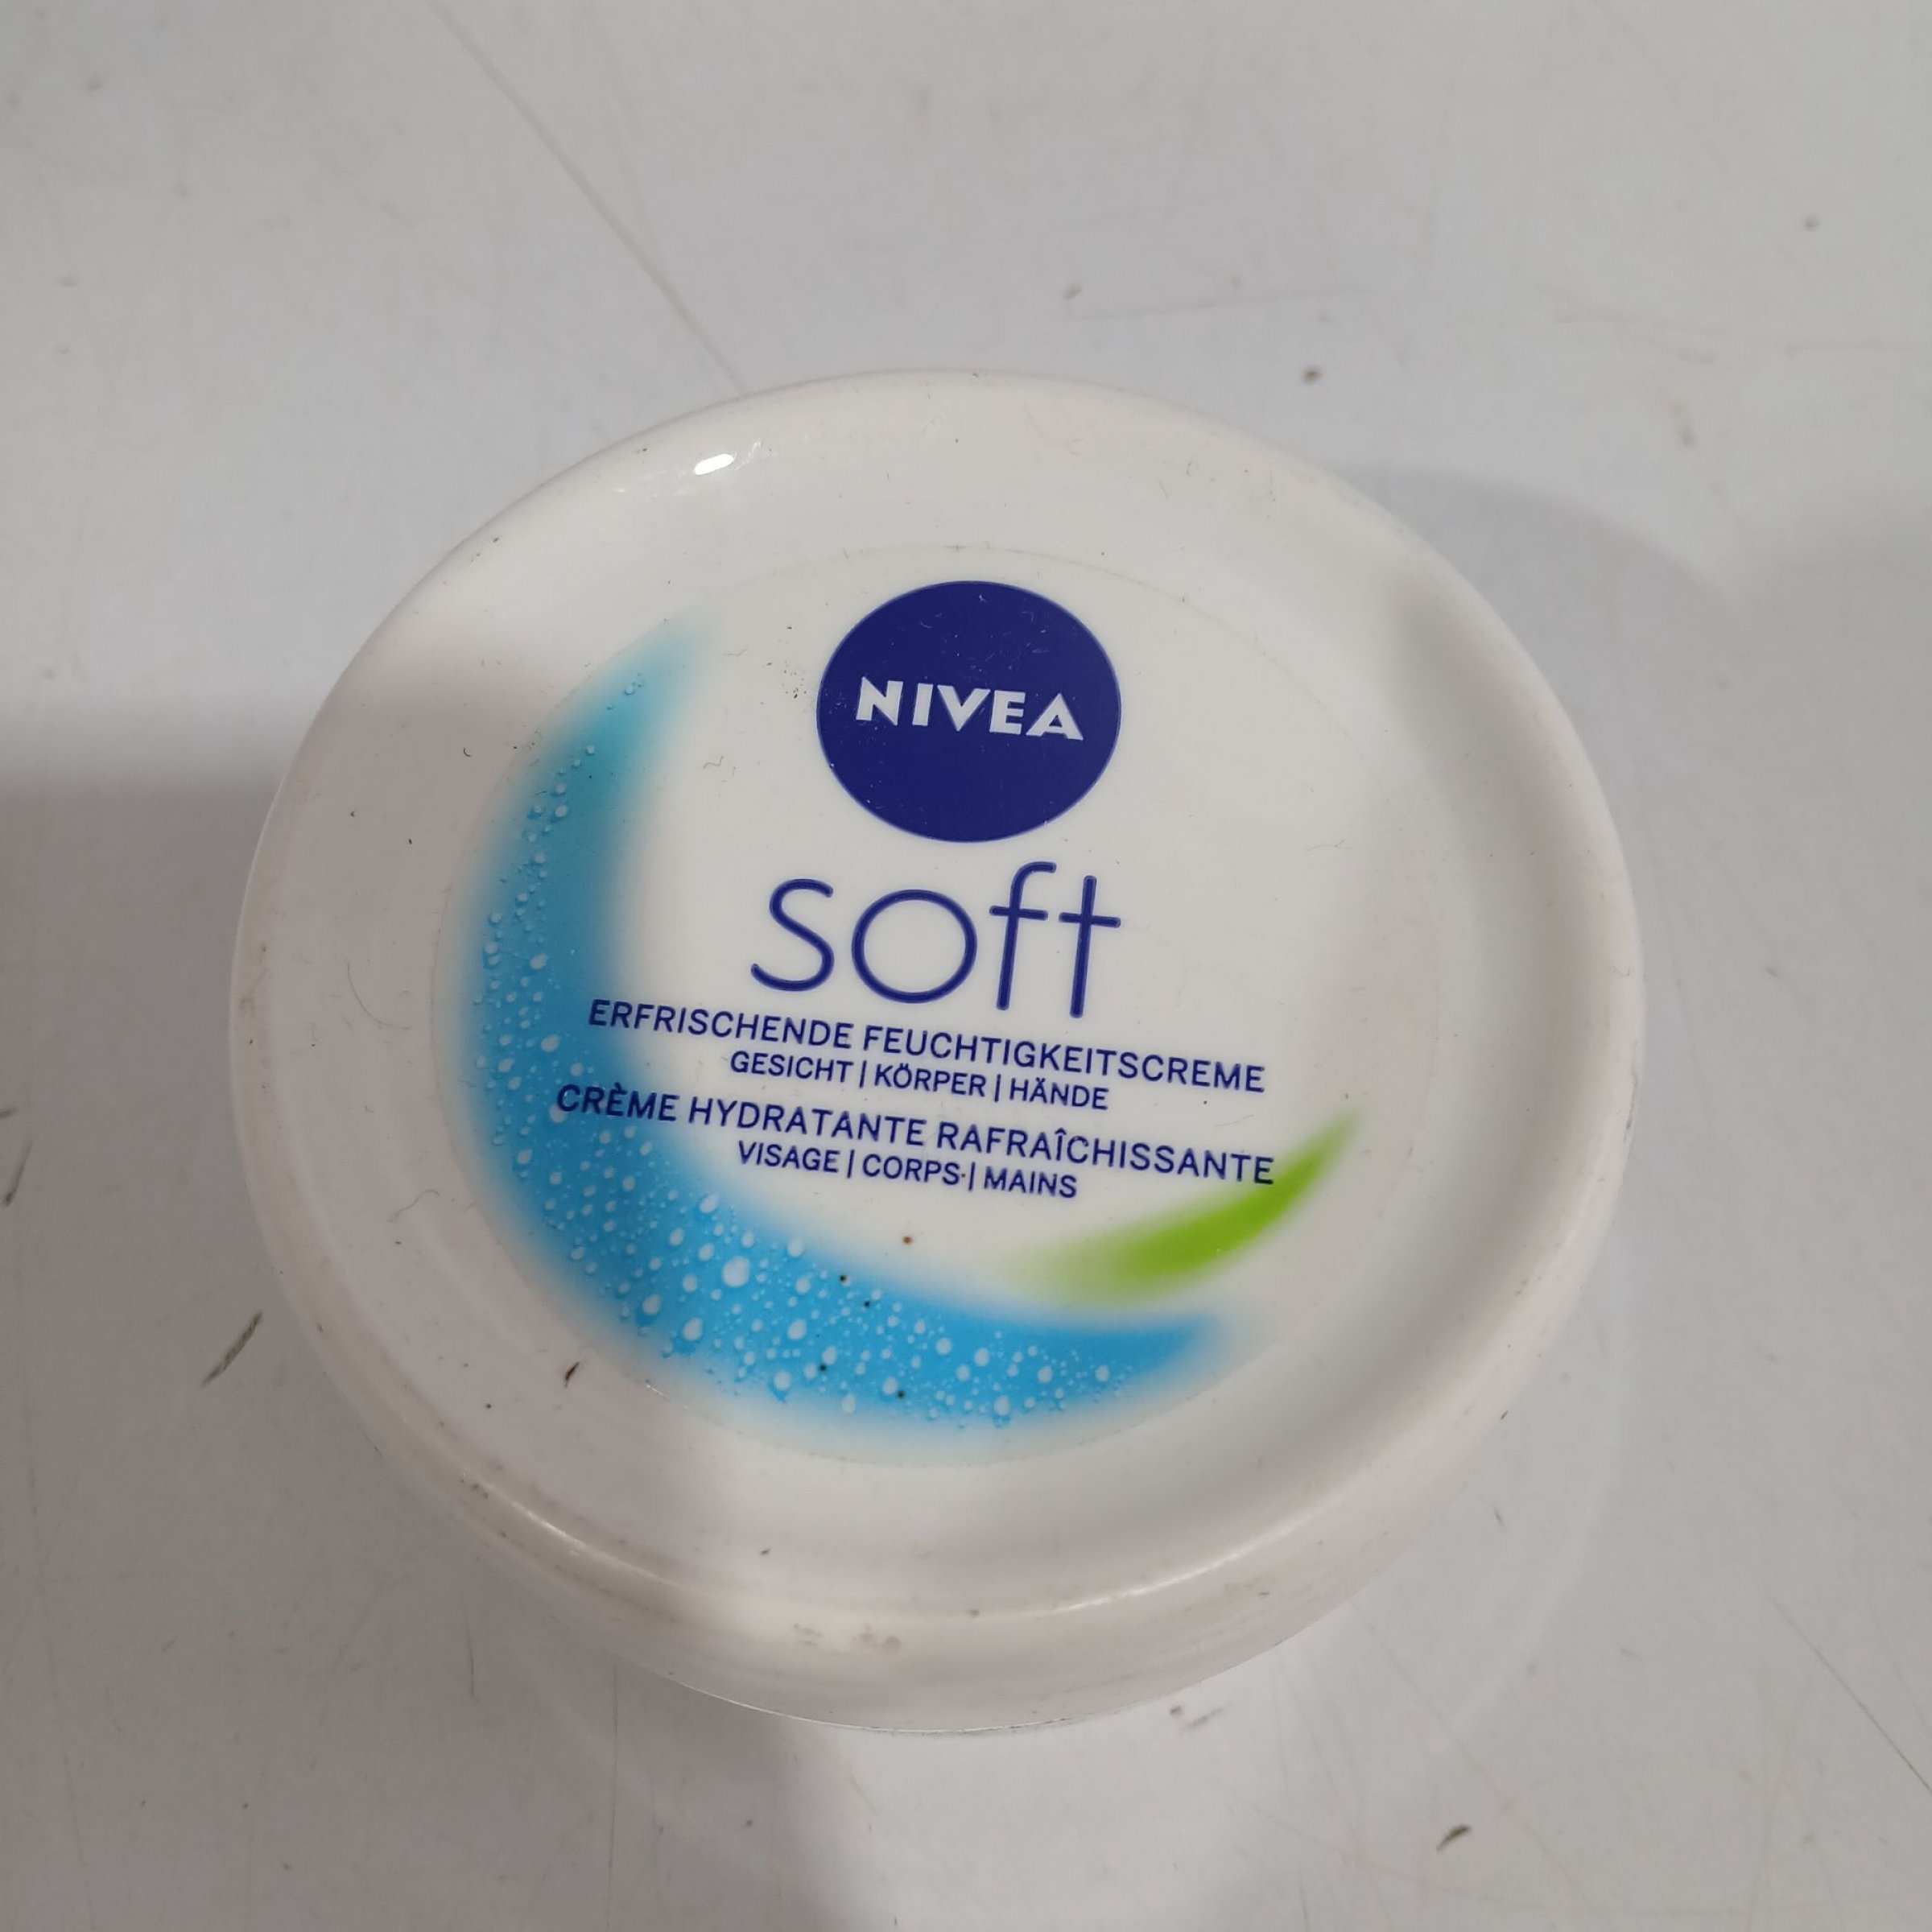 NIVEA
soft
ERFRISCHENDE FEUCHTIGKEITSCREME
GESICHT | KÖRPER | HÄNDE
CRÈME HYDRATANTE RAFRAÎCHISSANTE
VISAGE | CORPS | MAINS